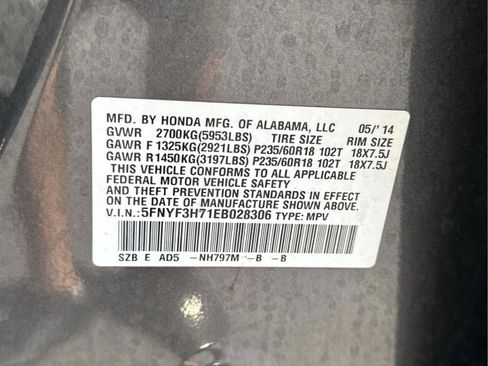 MFD. BY HONDA MFG. OF ALABAMA, LLC 05/'14
GVWR 2700KG(5953LBS) TIRE SIZE RIM SIZE
GAWR F 1325KG(2921LBS) P235/60R18 102T 18X7.5J
GAWR R1450KG(3197LBS) P235/60R18 102T 18X7.5J
THIS VEHICLE CONFORMS TO ALL APPLICABLE
FEDERAL MOTOR VEHICLE SAFETY
AND THEFT PREVENTION STANDARDS IN EFFECT
ON THE DATE OF MANUFACTURE SHOWN ABOVE.
V.I.N.:5FNYF3H71EB028306 TYPE: MPV
SZB E AD5 -NH797M -B -B